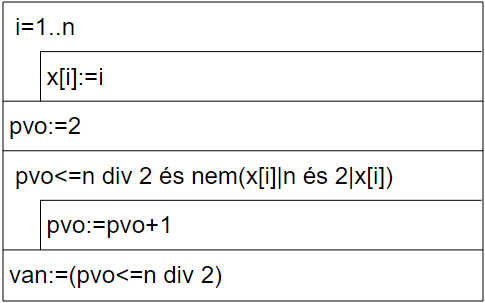 i=1..n
x[i]:=i
pvo:=2
pvo<=n div 2 és nem(x[i]|n és 2|x[i])
pvo:=pvo+1
van:=(pvo<=n div 2)